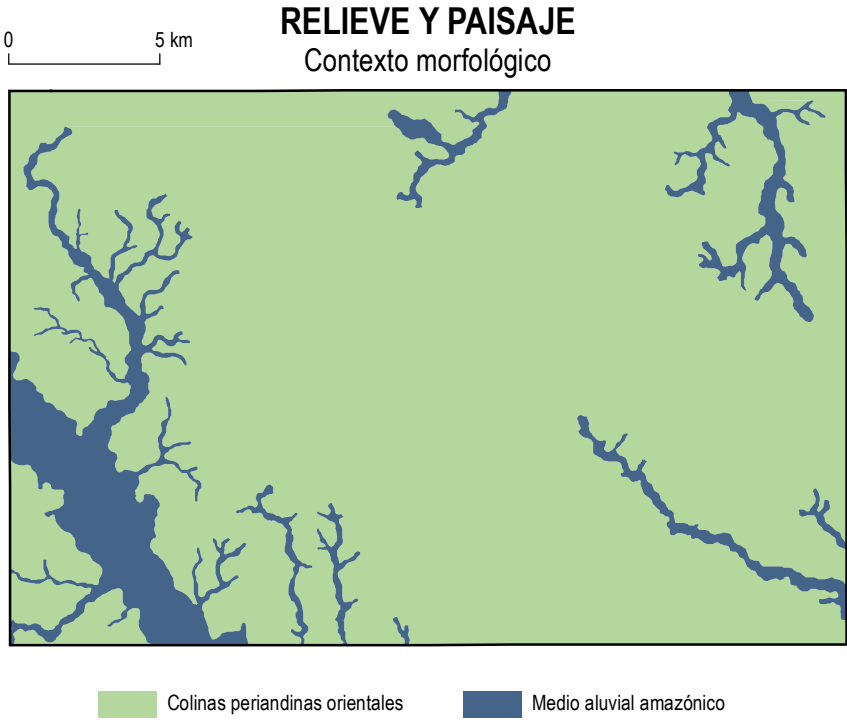 RELIEVE Y PAISAJE
0 5 km
Contexto morfológico
Colinas periandinas orientales
Medio aluvial amazónico